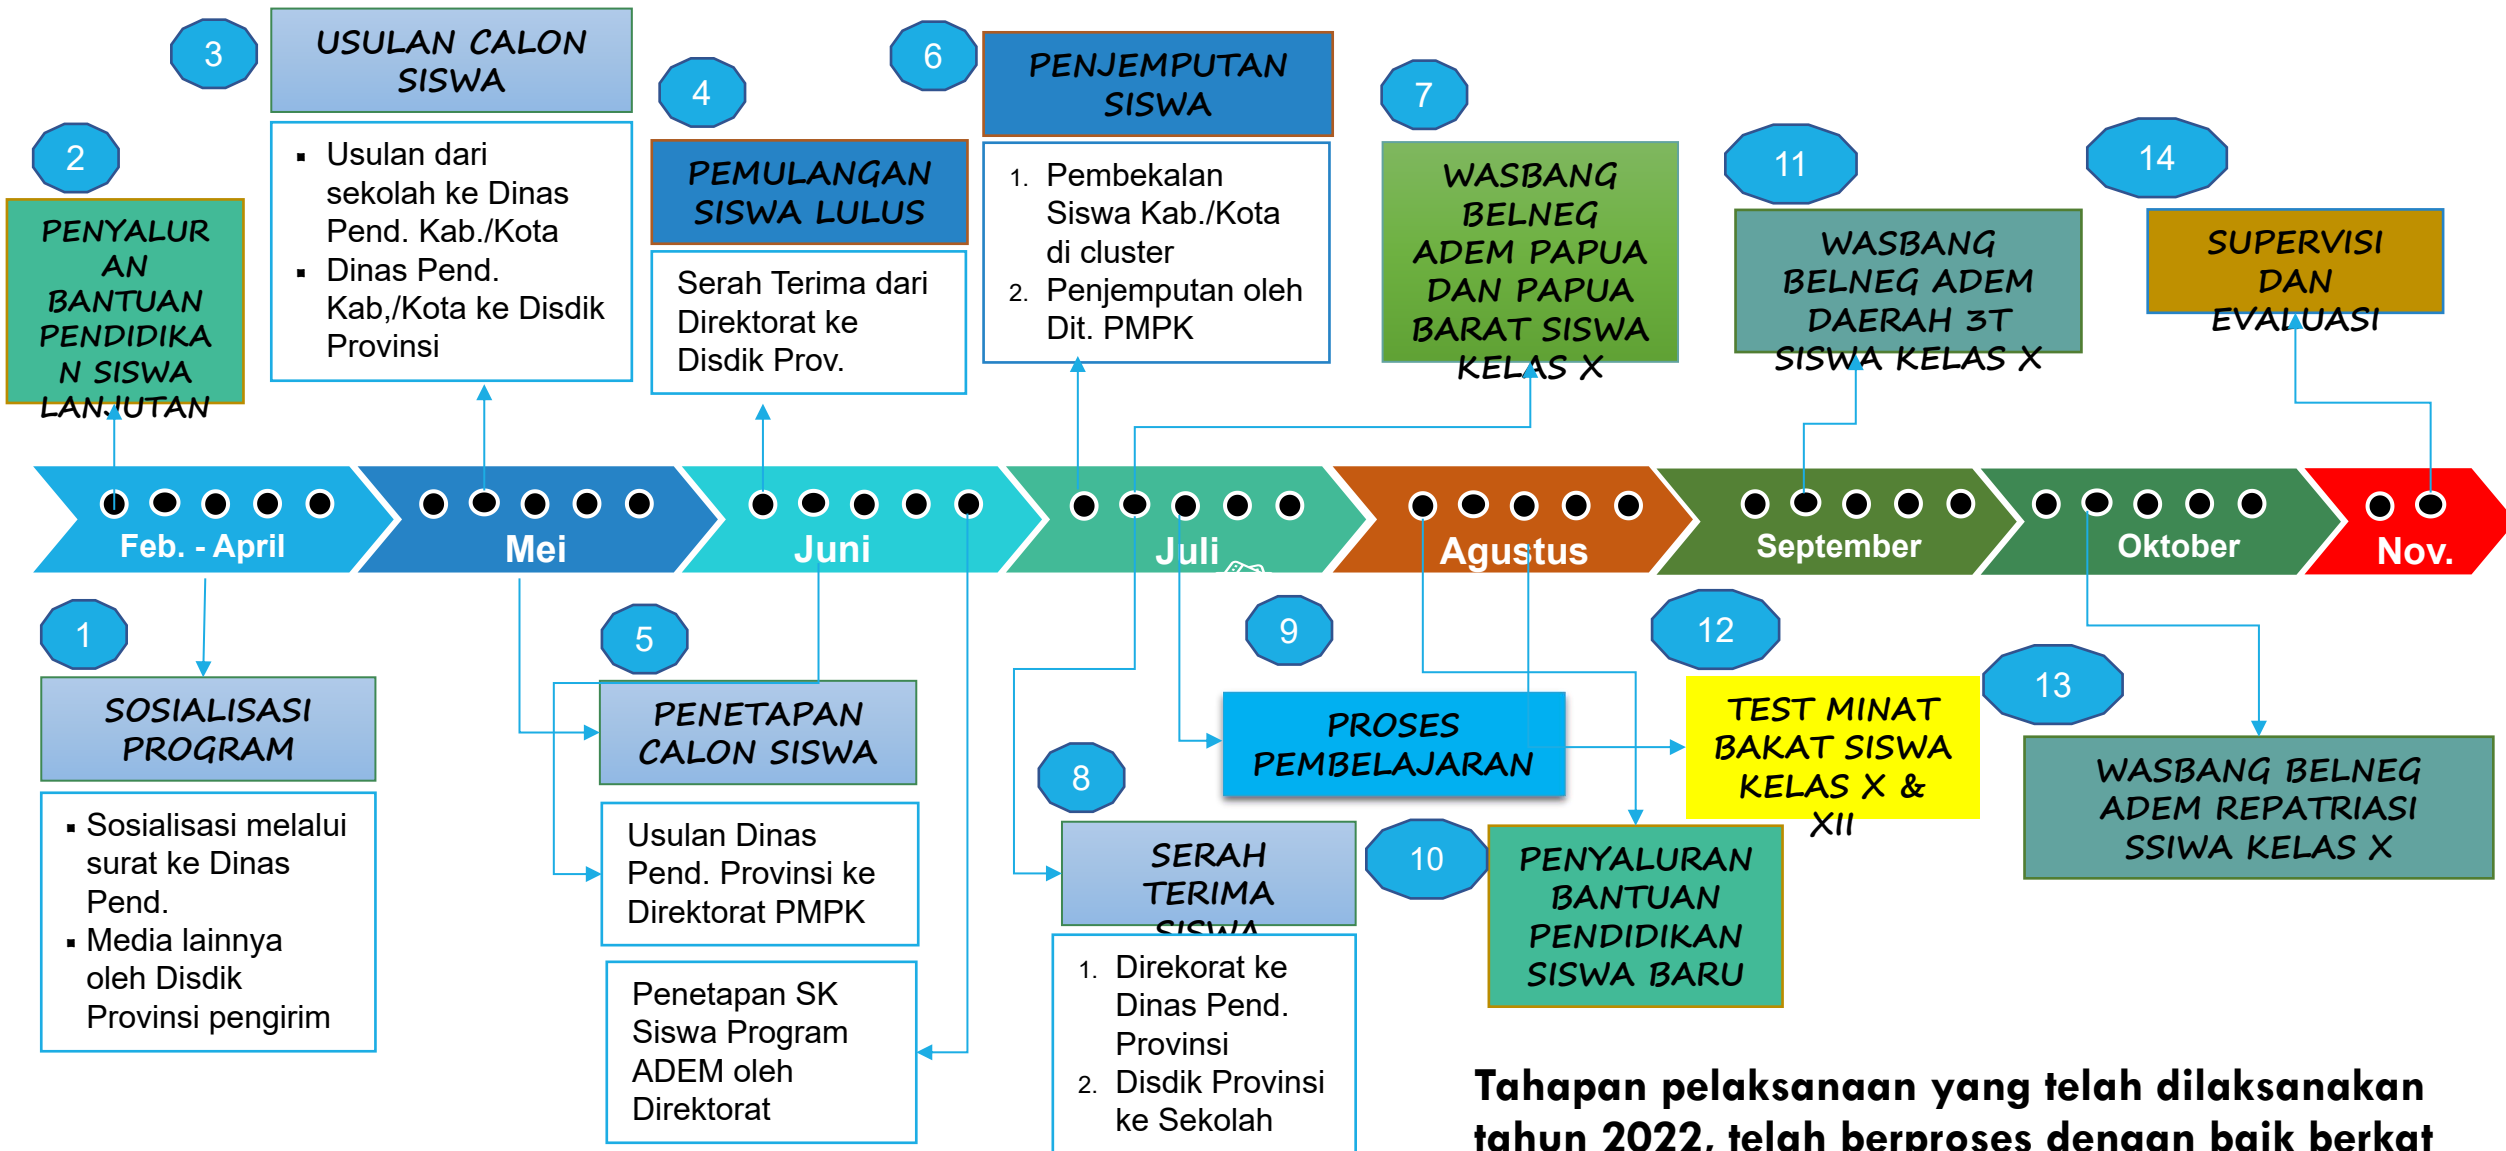 3
USULAN CALON
SISWA
▪ Usulan dari
sekolah ke Dinas
Pend. Kab./Kota
▪ Dinas Pend.
Kab,/Kota ke Disdik
Provinsi
2
PENYALUR
AN
BANTUAN
PENDIDIKA
N SISWA
LANJUTAN
4
PEMULANGAN
SISWA LULUS
Serah Terima dari
Direktorat ke
Disdik Prov.
6
PENJEMPUTAN
SISWA
1. Pembekalan
Siswa Kab./Kota
di cluster
2. Penjemputan oleh
Dit. PMPK
7
WASBANG
BELNEG
ADEM PAPUA
DAN PAPUA
BARAT SISWA
KELAS X
11
WASBANG
BELNEG ADEM
DAERAH 3T
SISWA KELAS X
14
SUPERVISI
DAN
EVALUASI
Feb. - April
Mei
Juni
Juli
Agustus
September
Oktober
Nov.
1
SOSIALISASI
PROGRAM
▪ Sosialisasi melalui
surat ke Dinas
Pend.
▪ Media lainnya
oleh Disdik
Provinsi pengirim
5
PENETAPAN
CALON SISWA
Usulan Dinas
Pend. Provinsi ke
Direktorat PMPK
Penetapan SK
Siswa Program
ADEM oleh
Direktorat
8
SERAH
TERIMA
SISWA
1. Direkorat ke
Dinas Pend.
Provinsi
2. Disdik Provinsi
ke Sekolah
9
PROSES
PEMBELAJARAN
10
PENYALURAN
BANTUAN
PENDIDIKAN
SISWA BARU
12
TEST MINAT
BAKAT SISWA
KELAS X &
XII
13
WASBANG BELNEG
ADEM REPATRIASI
SSIWA KELAS X
Tahapan pelaksanaan yang telah dilaksanakan
tahun 2022, telah berproses dengan baik berkat